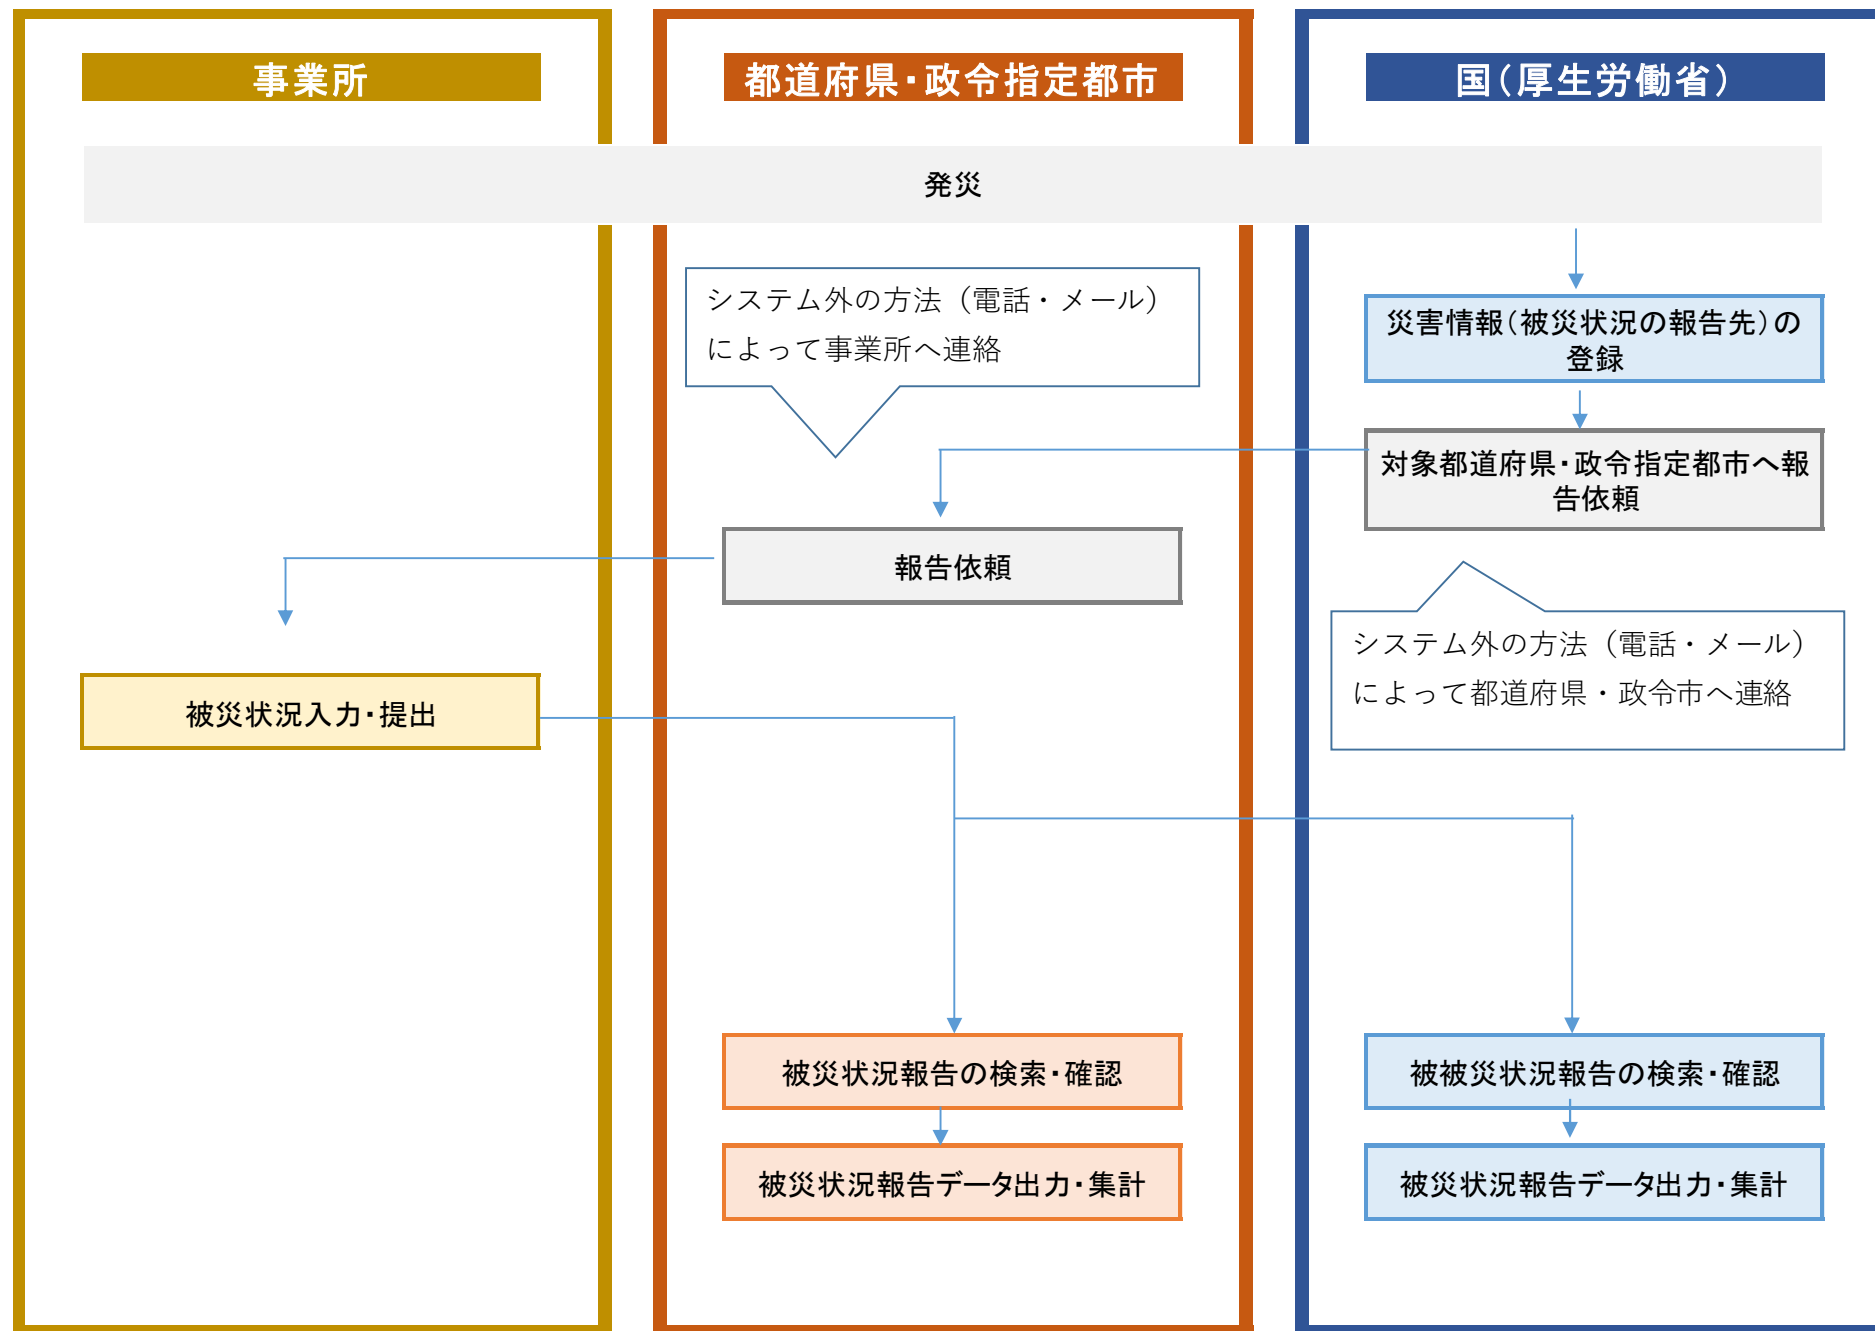 事業所
都道府県・政令指定都市
国(厚生労働省)
発災
システム外の方法（電話・メール）
によって事業所へ連絡
災害情報(被災状況の報告先)の
登録
対象都道府県・政令指定都市へ報
告依頼
報告依頼
システム外の方法（電話・メール）
によって都道府県・政令市へ連絡
被災状況入力・提出
被災状況報告の検索・確認
被被災状況報告の検索・確認
被災状況報告データ出力・集計
被災状況報告データ出力・集計